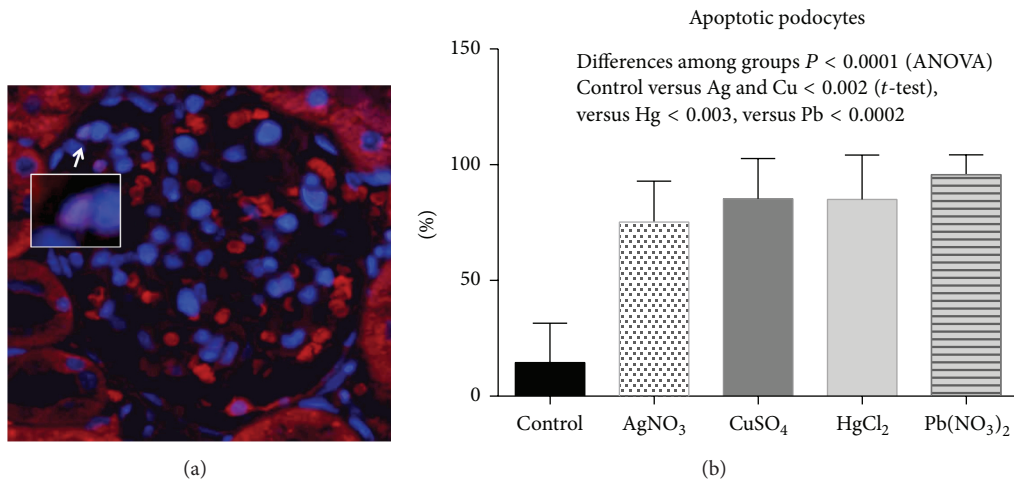 Apoptotic podocytes
150
Differences among groups P < 0.0001 (ANOVA)
Control versus Ag and Cu < 0.002 (t-test),
versus Hg < 0.003, versus Pb < 0.0002
100
(%)
50
0
Control
AgNO₃
CuSO₄
HgCl₂
Pb(NO₃)₂
(a)
(b)